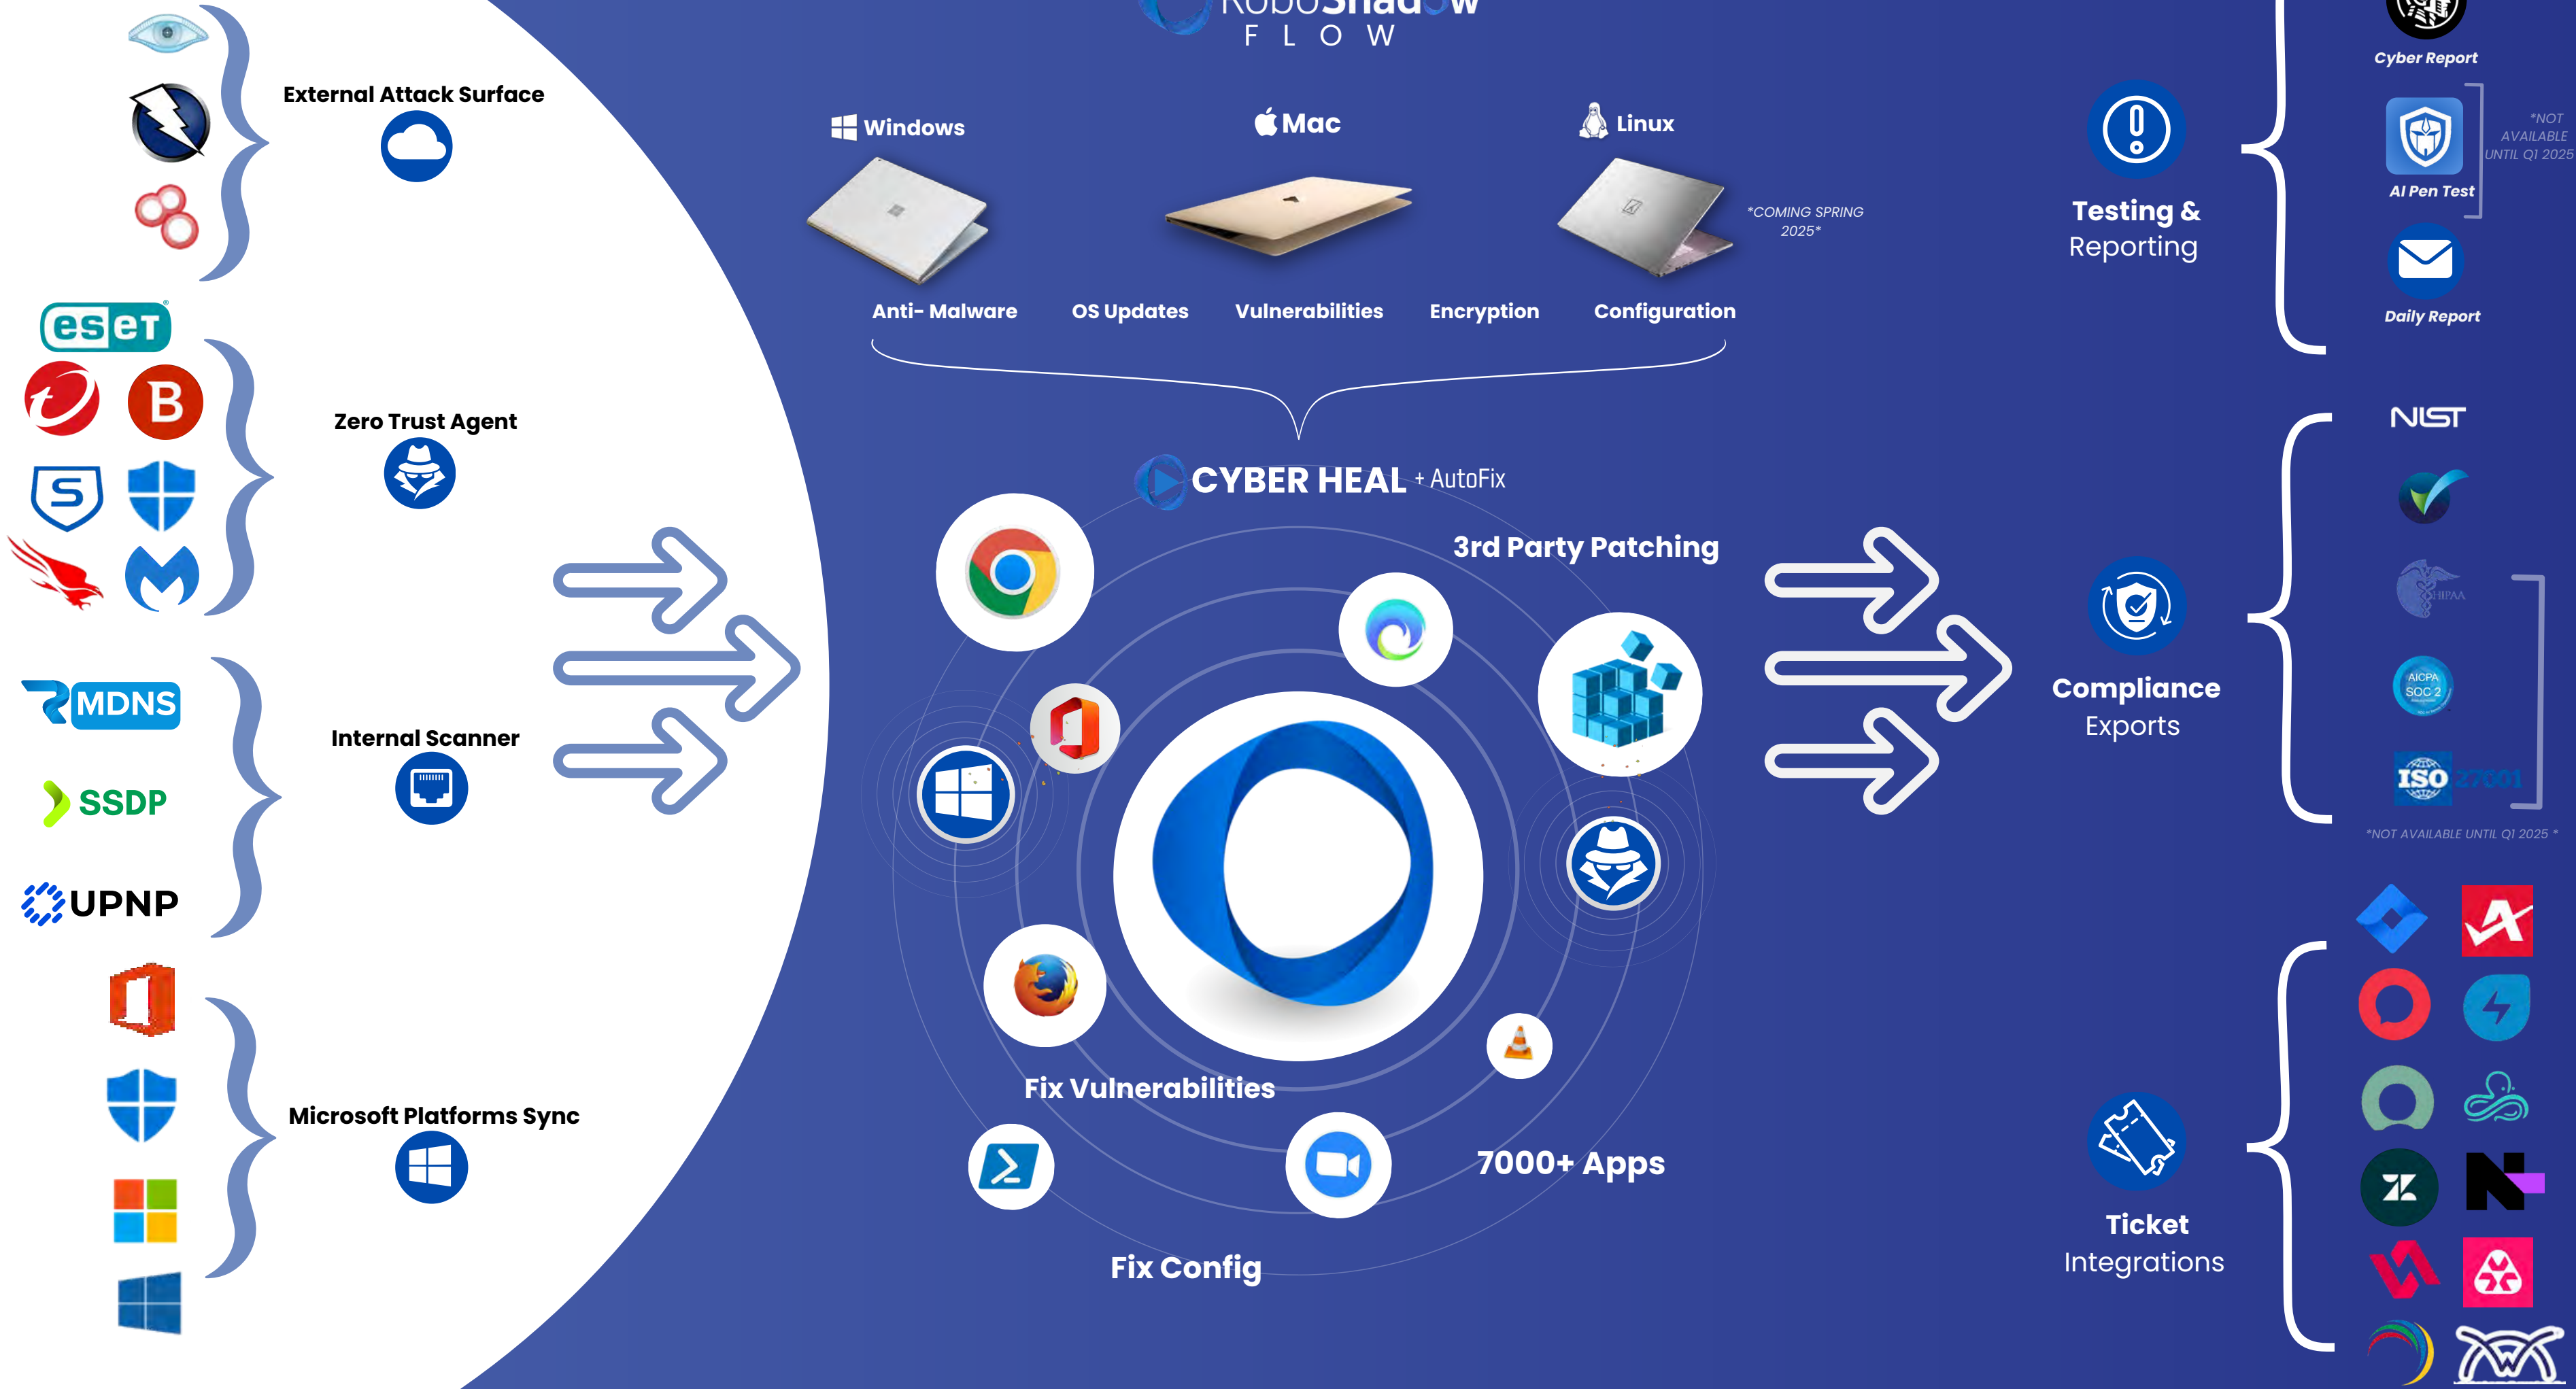 RoboShadow
FLOW
External Attack Surface
eseT
®
B
S
Zero Trust Agent
MDNS
SSDP
UPNP
Internal Scanner
Microsoft Platforms Sync
Windows
Mac
Linux
*COMING SPRING
2025*
Anti- Malware
OS Updates
Vulnerabilities
Encryption
Configuration
CYBER HEAL + AutoFix
3rd Party Patching
Fix Vulnerabilities
7000+ Apps
Fix Config
Testing &
Reporting
Cyber Report
AI Pen Test
*NOT
AVAILABLE
UNTIL Q1 2025
Daily Report
Compliance
Exports
NIST
HIPAA
AICPA
SOC 2
ISO 27001
*NOT AVAILABLE UNTIL Q1 2025 *
Ticket
Integrations